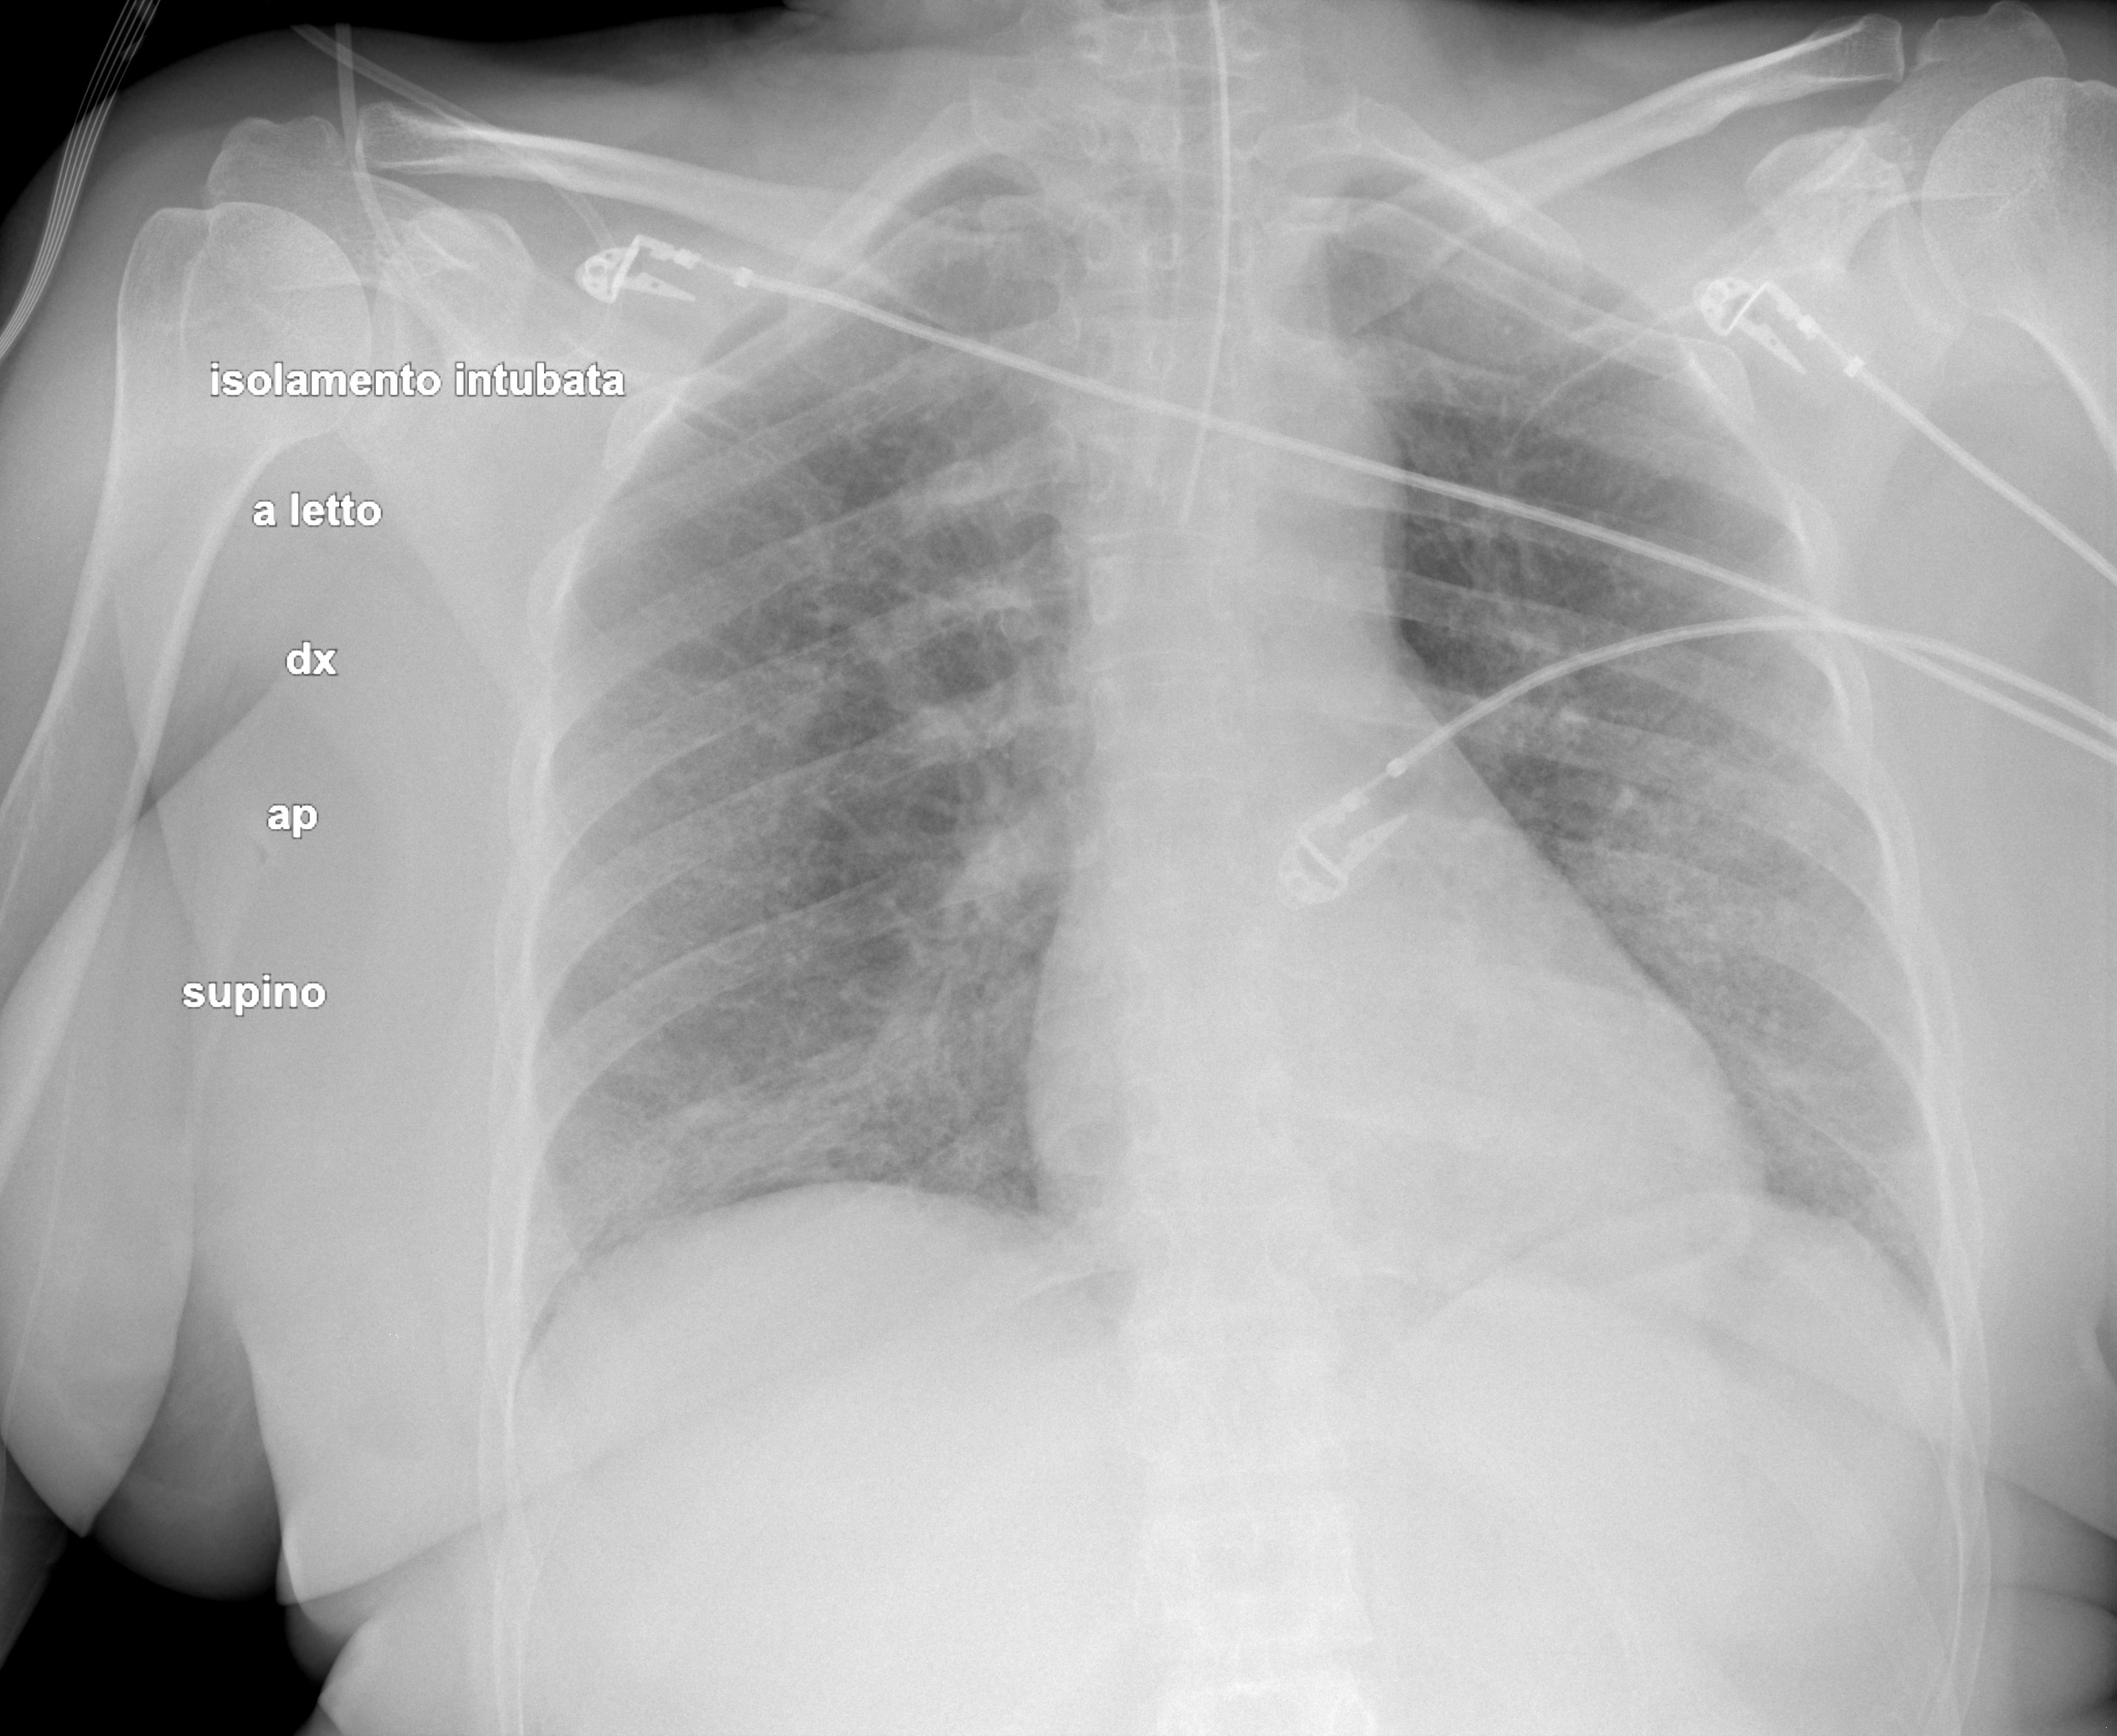 isolamento intubata
a letto
dx
ap
supino